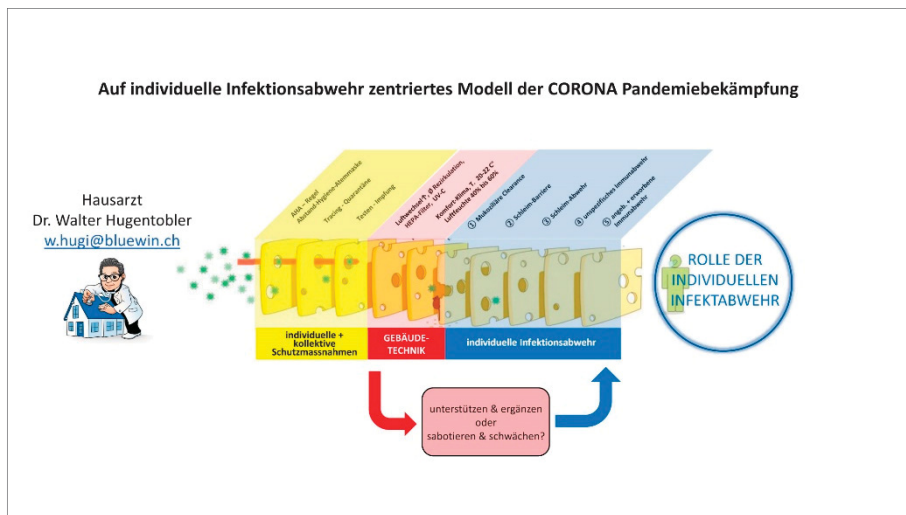 Auf individuelle Infektionsabwehr zentriertes Modell der CORONA Pandemiebekämpfung
Hausarzt
Dr. Walter Hugentobler
w.hugi@bluewin.ch
AHA – Regel
Abstand-Hygiene-Atemmaske
Tracing - Quarantäne
Testen - Impfung
Luftwechsel↑, Ø Rezirkulation,
HEPA-Filter, UV-C
Komfort-Klima, T. 20-22 C°
Luftfeuchte 40% bis 60%
① Mukoziliäre Clearance
② Schleim-Barriere
③ Schleim-Abwehr
④ unspezifisches Immunabwehr
⑤ angeb. + erworbene
Immunabwehr
individuelle +
kollektive
Schutzmassnahmen
GEBÄUDE-
TECHNIK
individuelle Infektionsabwehr
ROLLE DER
INDIVIDUELLEN
INFEKTABWEHR
unterstützen & ergänzen
oder
sabotieren & schwächen?